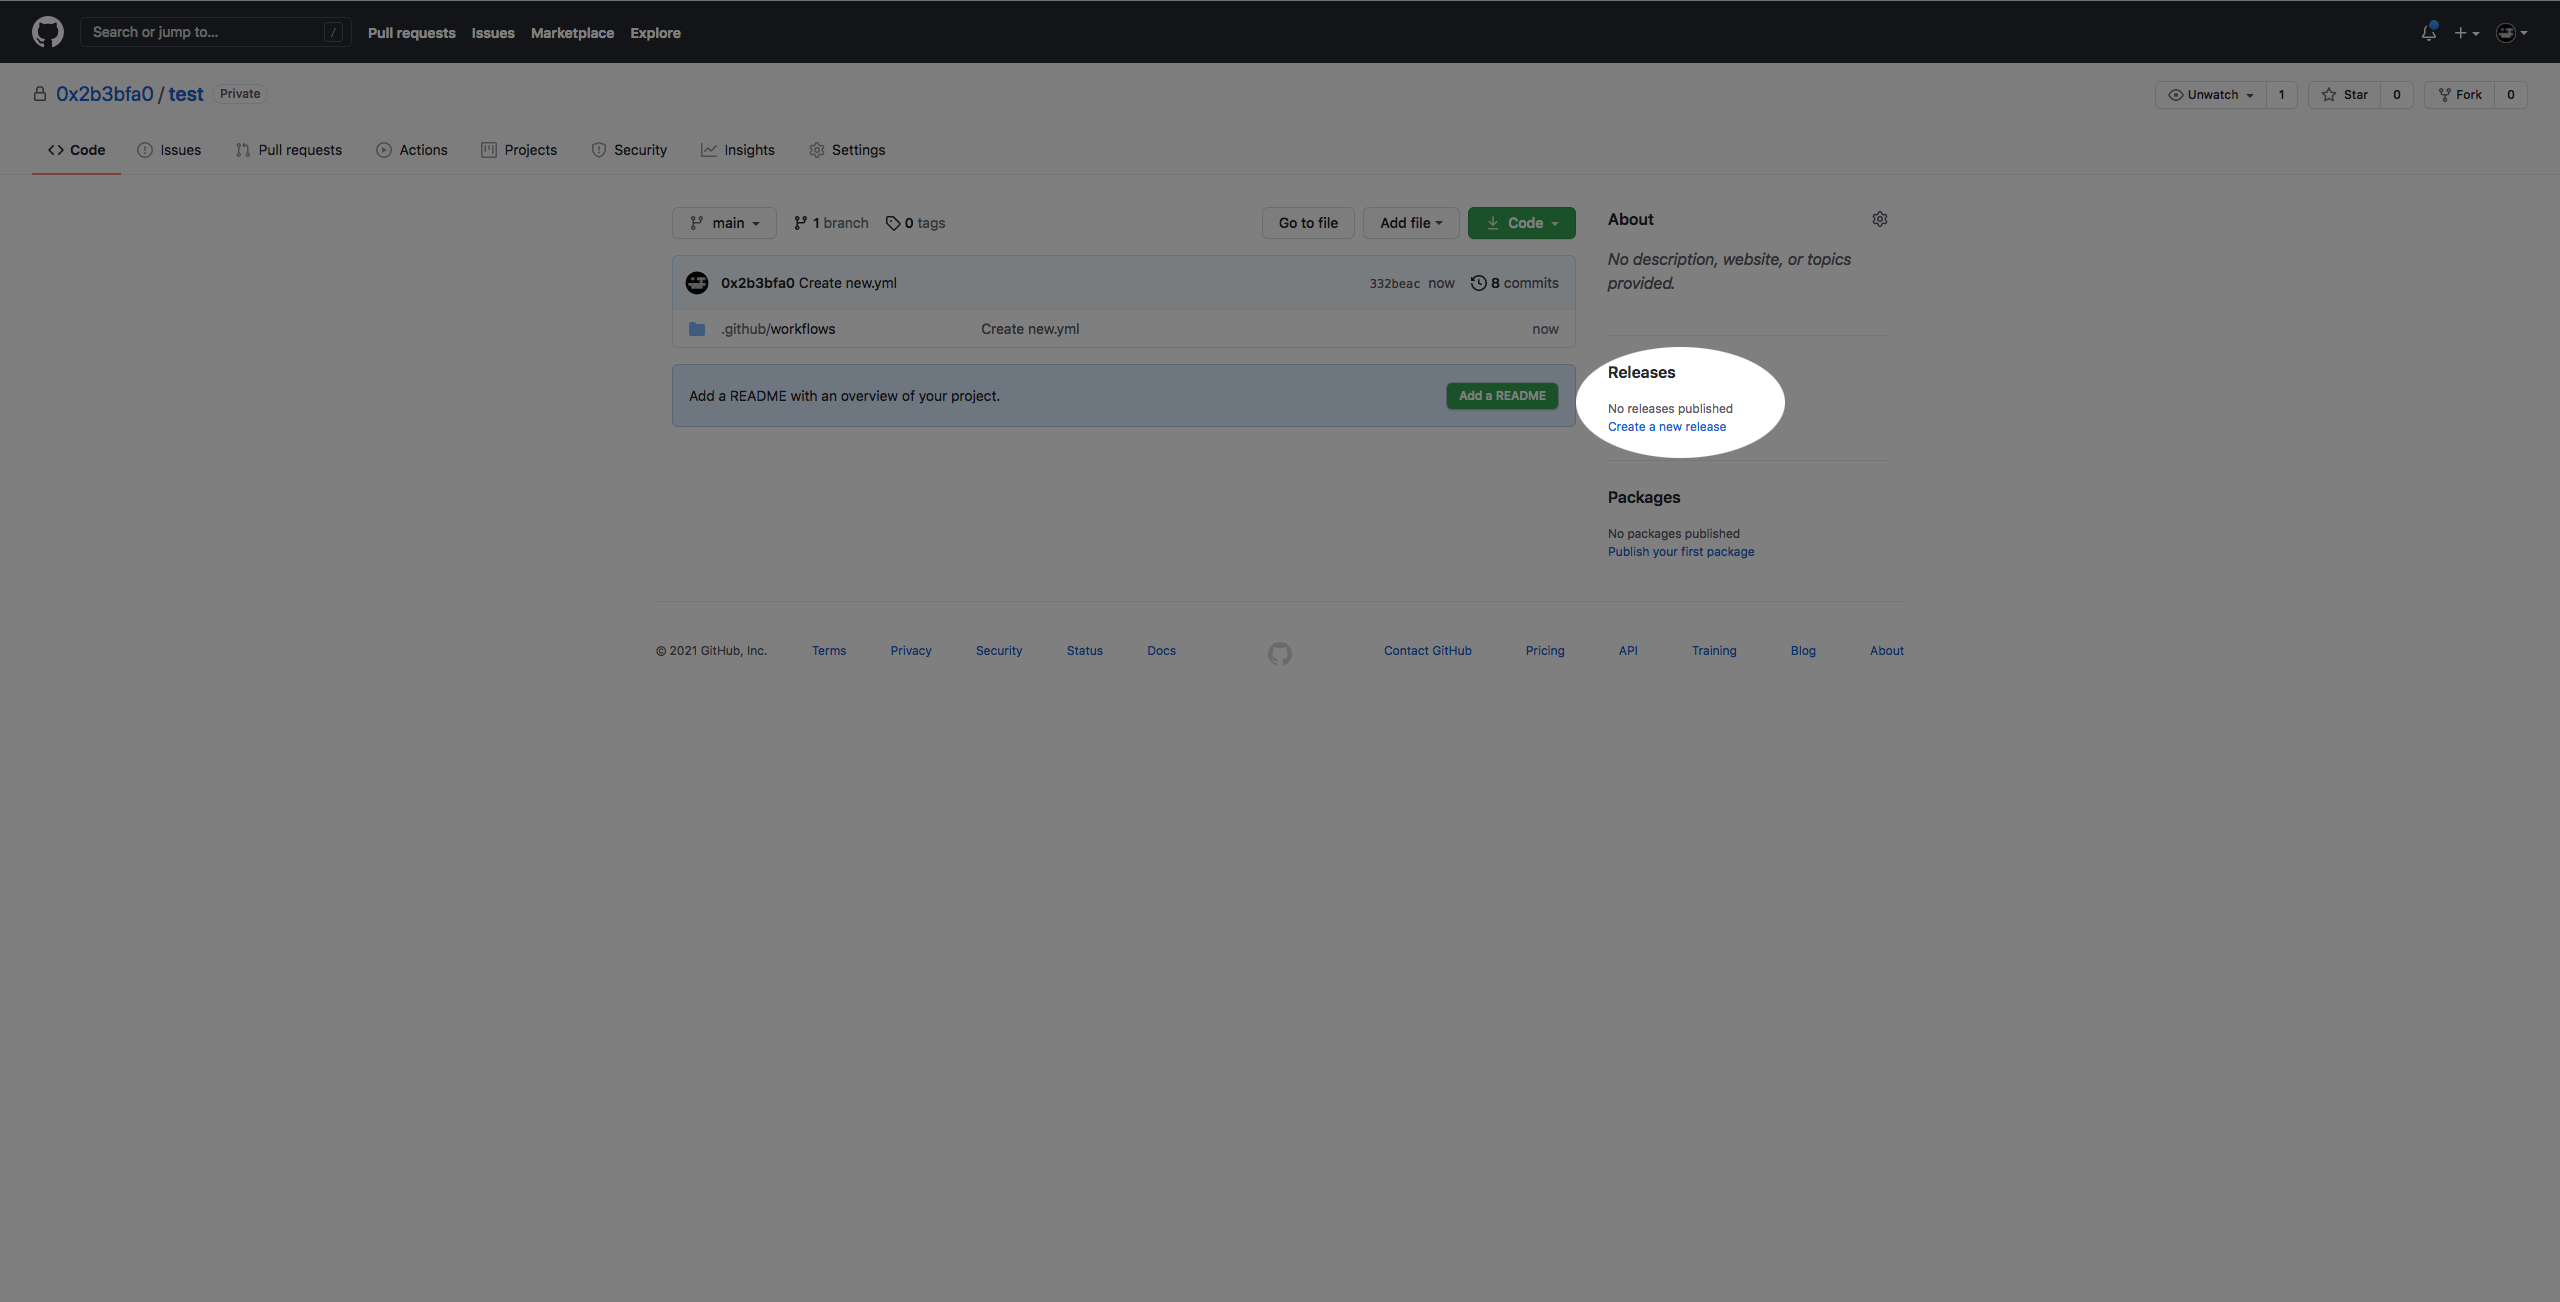 Search or jump to... /
Pull requests Issues Marketplace Explore
0x2b3bfa0 / test Private
Unwatch 1 Star 0 Fork 0
Code Issues Pull requests Actions Projects Security Insights Settings
main 1 branch 0 tags
Go to file Add file Code
0x2b3bfa0 Create new.yml 332beac now 8 commits
.github/workflows Create new.yml now
Add a README with an overview of your project. Add a README
About
No description, website, or topics
provided.
Releases
No releases published
Create a new release
Packages
No packages published
Publish your first package
© 2021 GitHub, Inc. Terms Privacy Security Status Docs Contact GitHub Pricing API Training Blog About